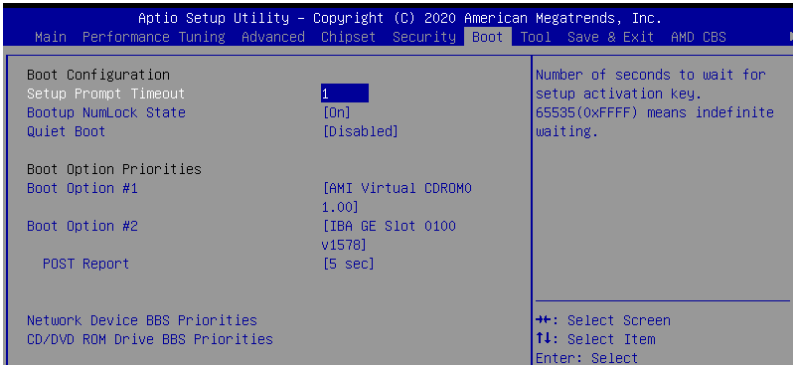 Aptio Setup Utility – Copyright (C) 2020 American Megatrends, Inc.
Main Performance Tuning Advanced Chipset Security Boot Tool Save & Exit AMD CBS
Boot Configuration
Setup Prompt Timeout 1
Bootup NumLock State [On]
Quiet Boot [Disabled]
Boot Option Priorities
Boot Option #1 [AMI Virtual CDROM0
1.00]
Boot Option #2 [IBA GE Slot 0100
v1578]
POST Report [5 sec]
Network Device BBS Priorities
CD/DVD ROM Drive BBS Priorities
Number of seconds to wait for
setup activation key.
65535(0xFFFF) means indefinite
waiting.
→←: Select Screen
↑↓: Select Item
Enter: Select